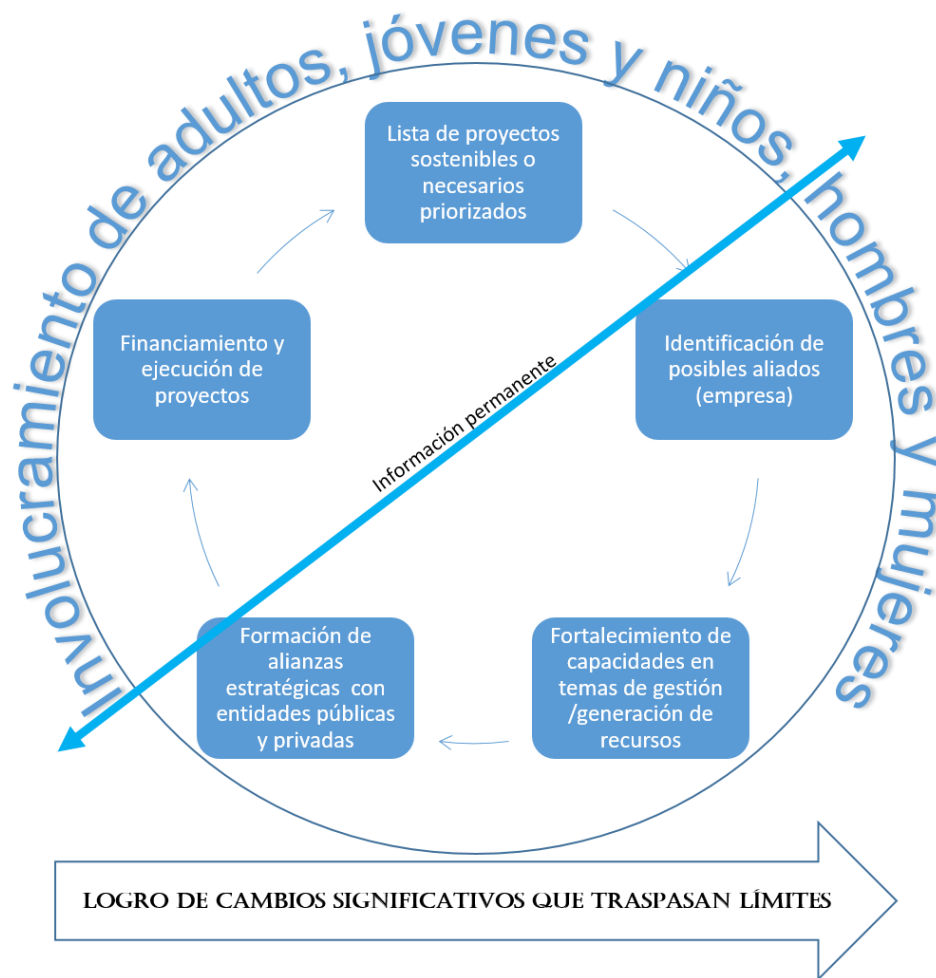 Involucramiento de adultos, jóvenes y niños, hombres y mujeres
Lista de proyectos
sostenibles o
necesarios
priorizados
Identificación de
posibles aliados
(empresa)
Fortalecimiento de
capacidades en
temas de gestión
/generación de
recursos
Formación de
alianzas
estratégicas con
entidades públicas
y privadas
Financiamiento y
ejecución de
proyectos
Información permanente
LOGRO DE CAMBIOS SIGNIFICATIVOS QUE TRASPASAN LÍMITES